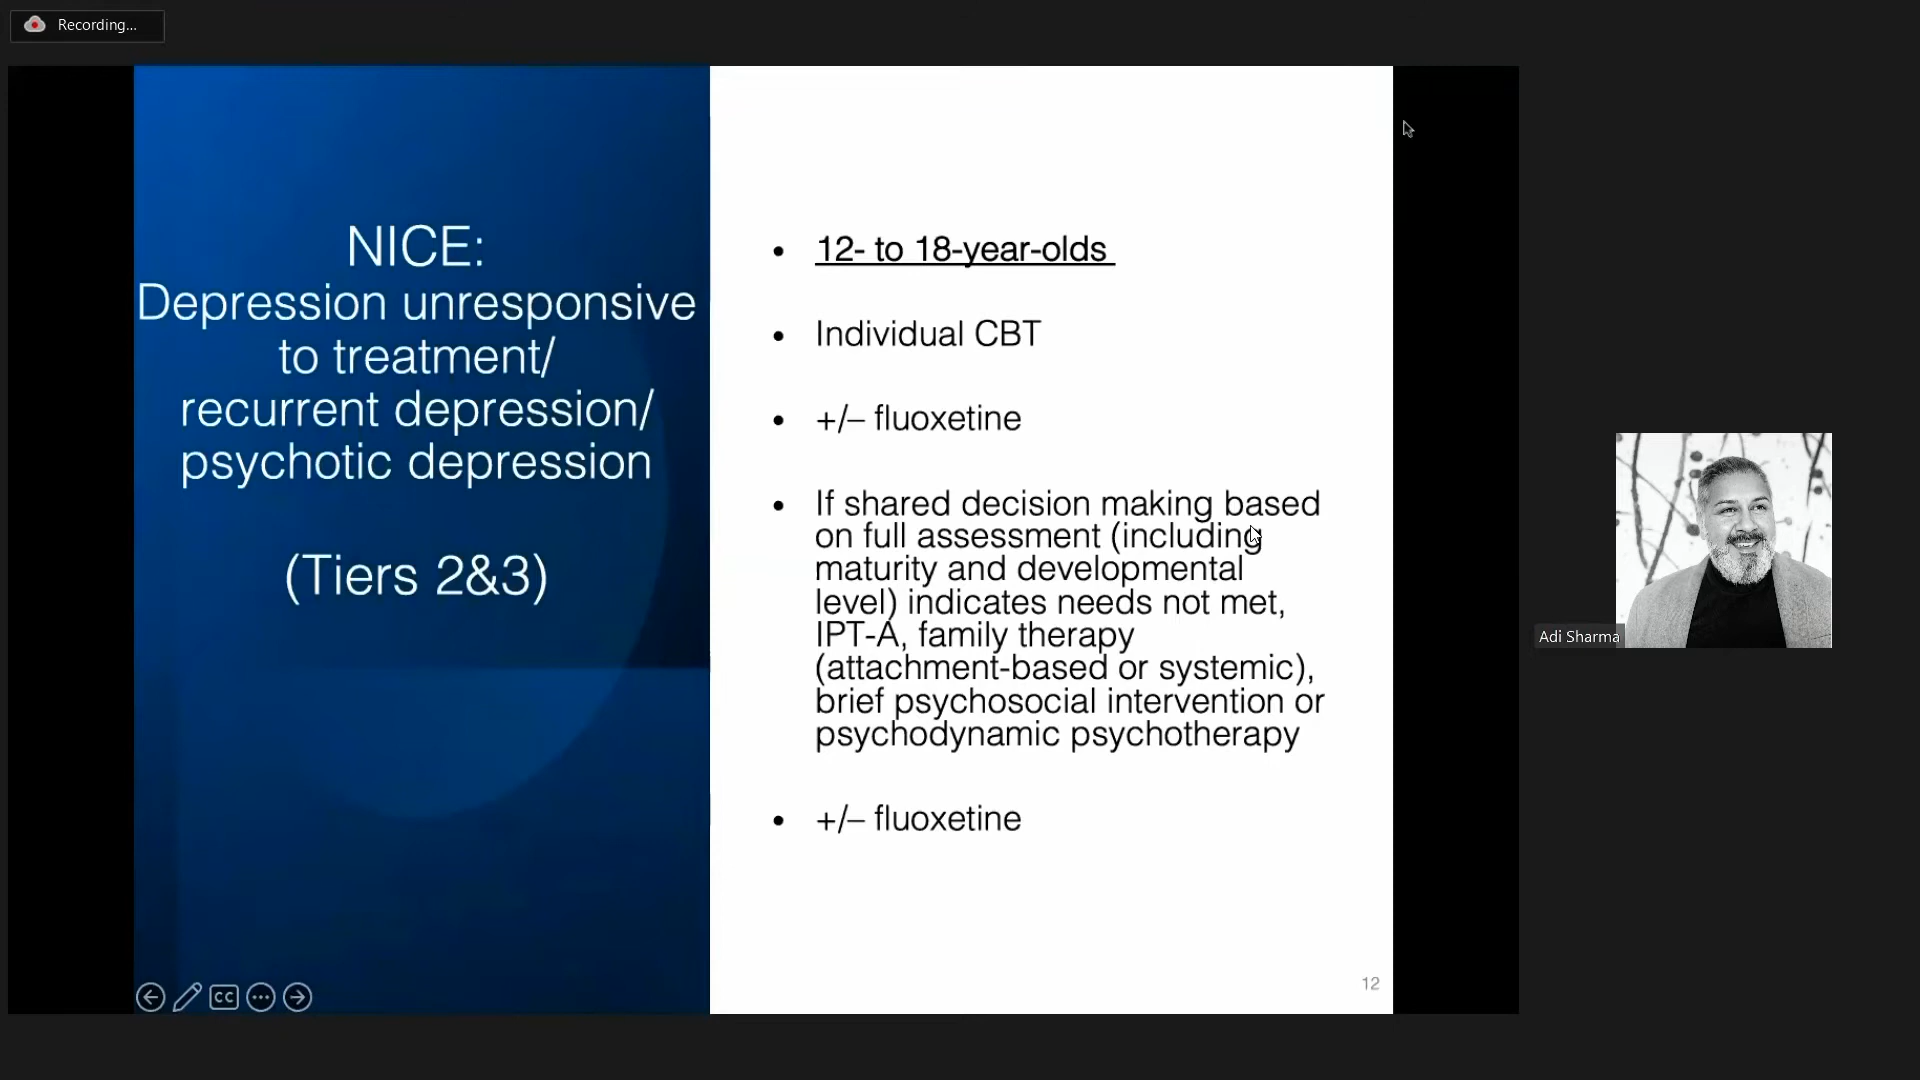 Recording...
NICE:
Depression unresponsive
to treatment/
recurrent depression/
psychotic depression
(Tiers 2&3)
• 12- to 18-year-olds
• Individual CBT
• +/– fluoxetine
• If shared decision making based
on full assessment (including
maturity and developmental
level) indicates needs not met,
IPT-A, family therapy
(attachment-based or systemic),
brief psychosocial intervention or
psychodynamic psychotherapy
• +/– fluoxetine
12
CC
Adi Sharma